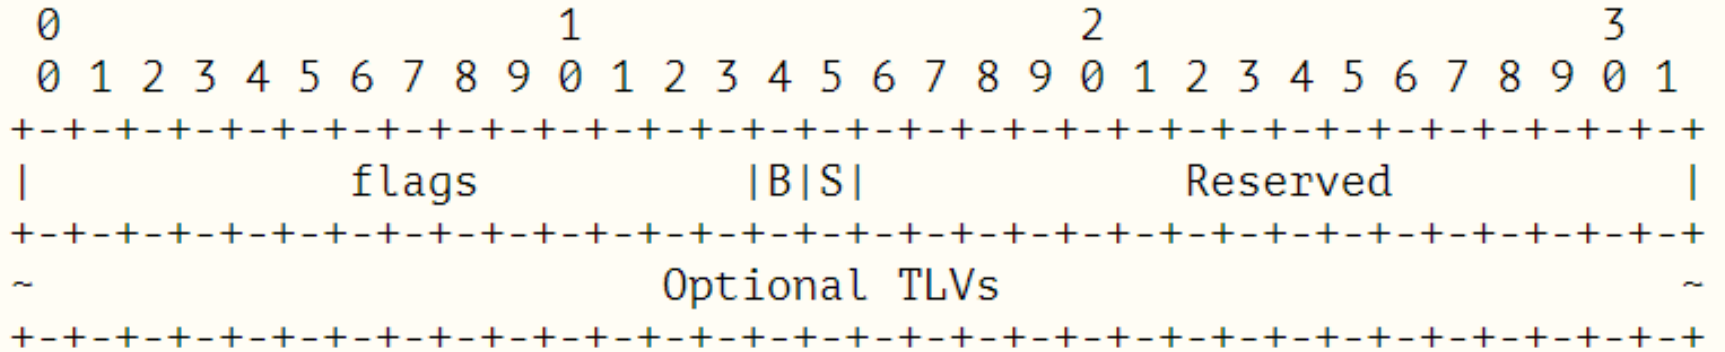 0                   1                   2                   3
 0 1 2 3 4 5 6 7 8 9 0 1 2 3 4 5 6 7 8 9 0 1 2 3 4 5 6 7 8 9 0 1
+-+-+-+-+-+-+-+-+-+-+-+-+-+-+-+-+-+-+-+-+-+-+-+-+-+-+-+-+-+-+-+-+
|            flags          |B|S|            Reserved           |
+-+-+-+-+-+-+-+-+-+-+-+-+-+-+-+-+-+-+-+-+-+-+-+-+-+-+-+-+-+-+-+-+
~                        Optional TLVs                          ~
+-+-+-+-+-+-+-+-+-+-+-+-+-+-+-+-+-+-+-+-+-+-+-+-+-+-+-+-+-+-+-+-+